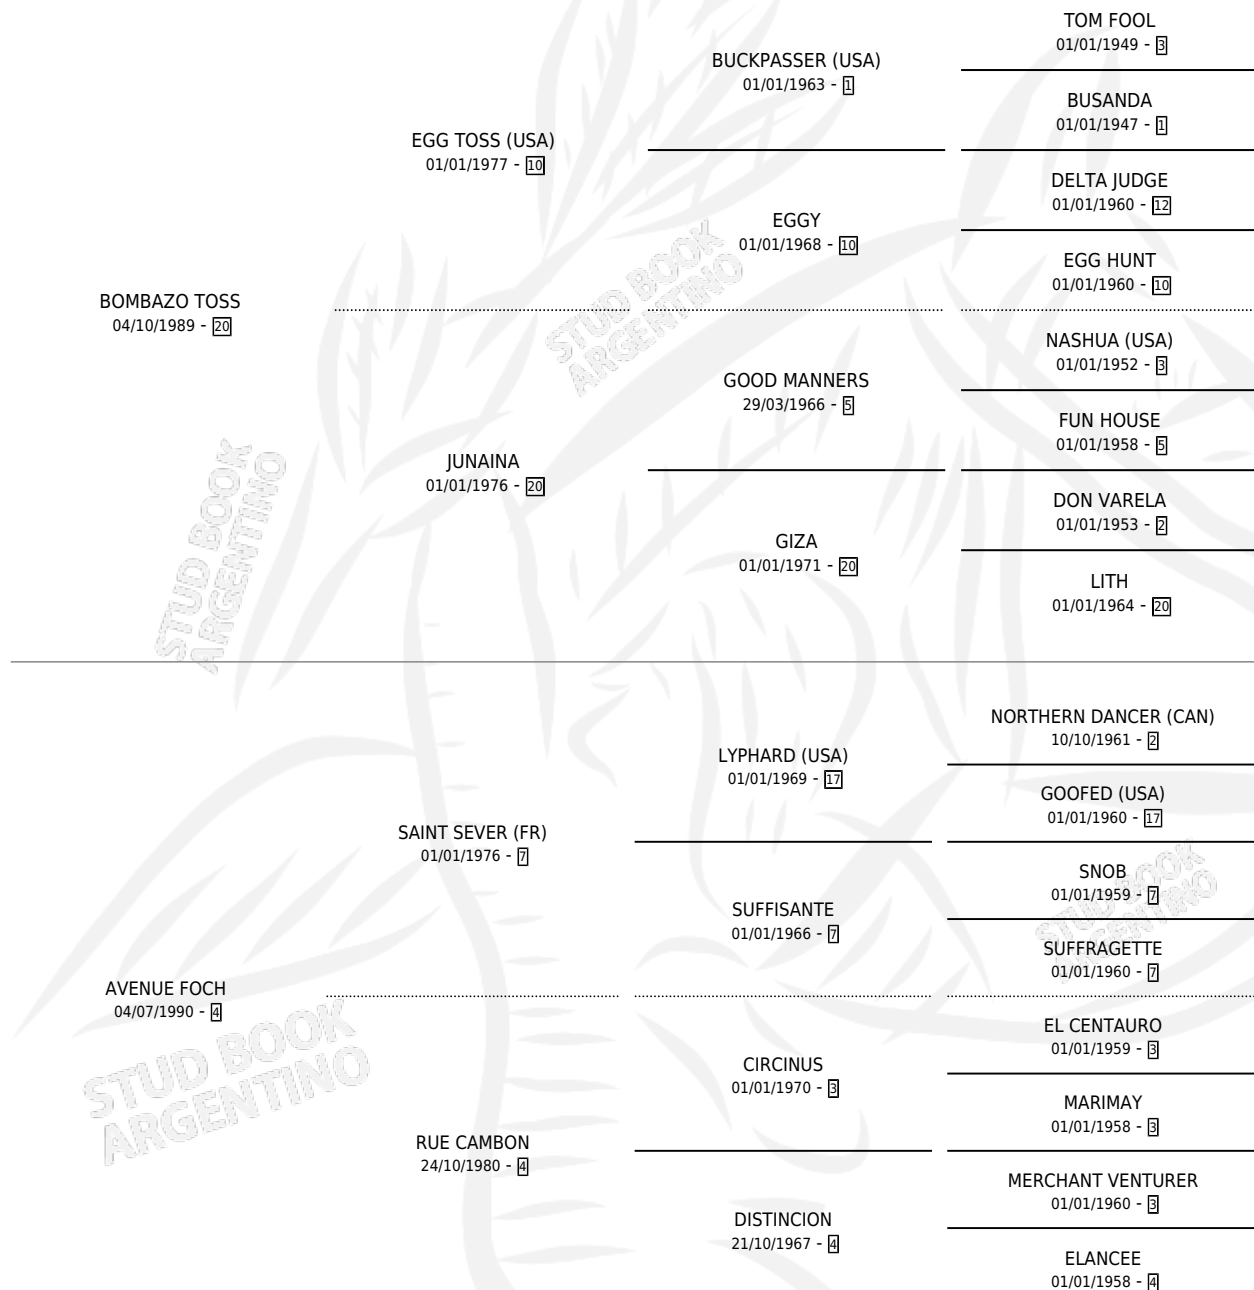 TOM FOOL
01/01/1949 - 3
BUCKPASSER (USA)
01/01/1963 - 1
BUSANDA
01/01/1947 - 1
EGG TOSS (USA)
01/01/1977 - 10
DELTA JUDGE
01/01/1960 - 12
EGGY
01/01/1968 - 10
EGG HUNT
01/01/1960 - 10
BOMBAZO TOSS
04/10/1989 - 20
STUD BOOK
ARGENTINO
NASHUA (USA)
01/01/1952 - 3
GOOD MANNERS
29/03/1966 - 5
FUN HOUSE
01/01/1958 - 5
JUNAINA
01/01/1976 - 20
DON VARELA
01/01/1953 - 2
GIZA
01/01/1971 - 20
LITH
01/01/1964 - 20
STUD BOOK
ARGENTINO
NORTHERN DANCER (CAN)
10/10/1961 - 2
LYPHARD (USA)
01/01/1969 - 17
GOOFED (USA)
01/01/1960 - 17
SAINT SEVER (FR)
01/01/1976 - 7
SNOB
01/01/1959 - 7
SUFFISANTE
01/01/1966 - 7
SUFFRAGETTE
01/01/1960 - 7
STUD BOOK
ARGENTINO
AVENUE FOCH
04/07/1990 - 4
EL CENTAURO
01/01/1959 - 3
CIRCINUS
01/01/1970 - 3
MARIMAY
01/01/1958 - 3
STUD BOOK
ARGENTINO
RUE CAMBON
24/10/1980 - 4
MERCHANT VENTURER
01/01/1960 - 3
DISTINCION
21/10/1967 - 4
ELANCEE
01/01/1958 - 4